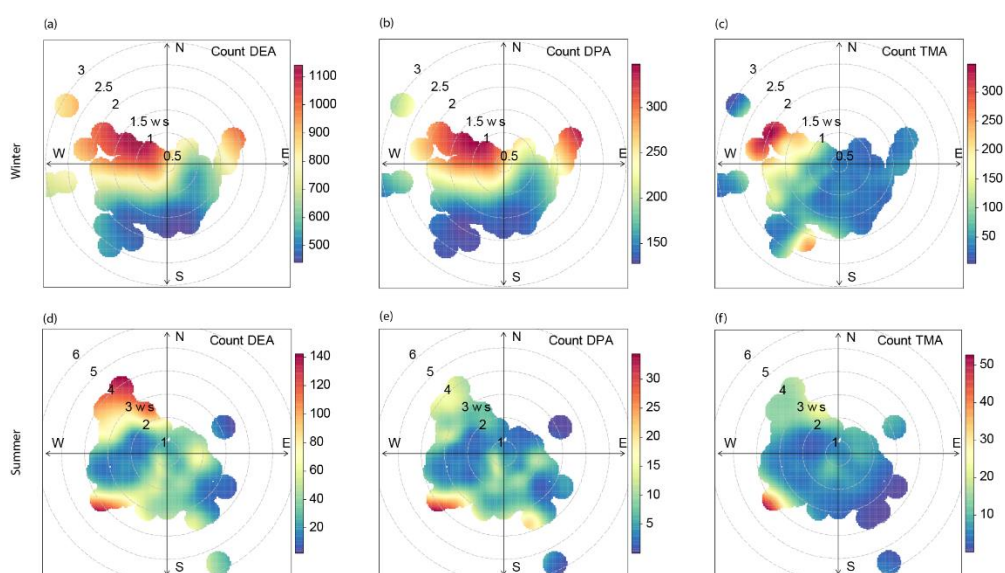 (a)
N
Count DEA
3
2.5
2
1.5 ws
1
0.5
W
E
S
1100
1000
900
800
700
600
500
Winter
(b)
N
Count DPA
3
2.5
2
1.5 ws
1
0.5
W
E
S
300
250
200
150
(c)
N
Count TMA
3
2.5
2
1.5 ws
1
0.5
W
E
S
300
250
200
150
100
50
(d)
N
Count DEA
6
5
4
3 ws
2
1
W
E
S
140
120
100
80
60
40
20
Summer
(e)
N
Count DPA
6
5
4
3 ws
2
1
W
E
S
30
25
20
15
10
5
(f)
N
Count TMA
6
5
4
3 ws
2
1
W
E
S
50
40
30
20
10